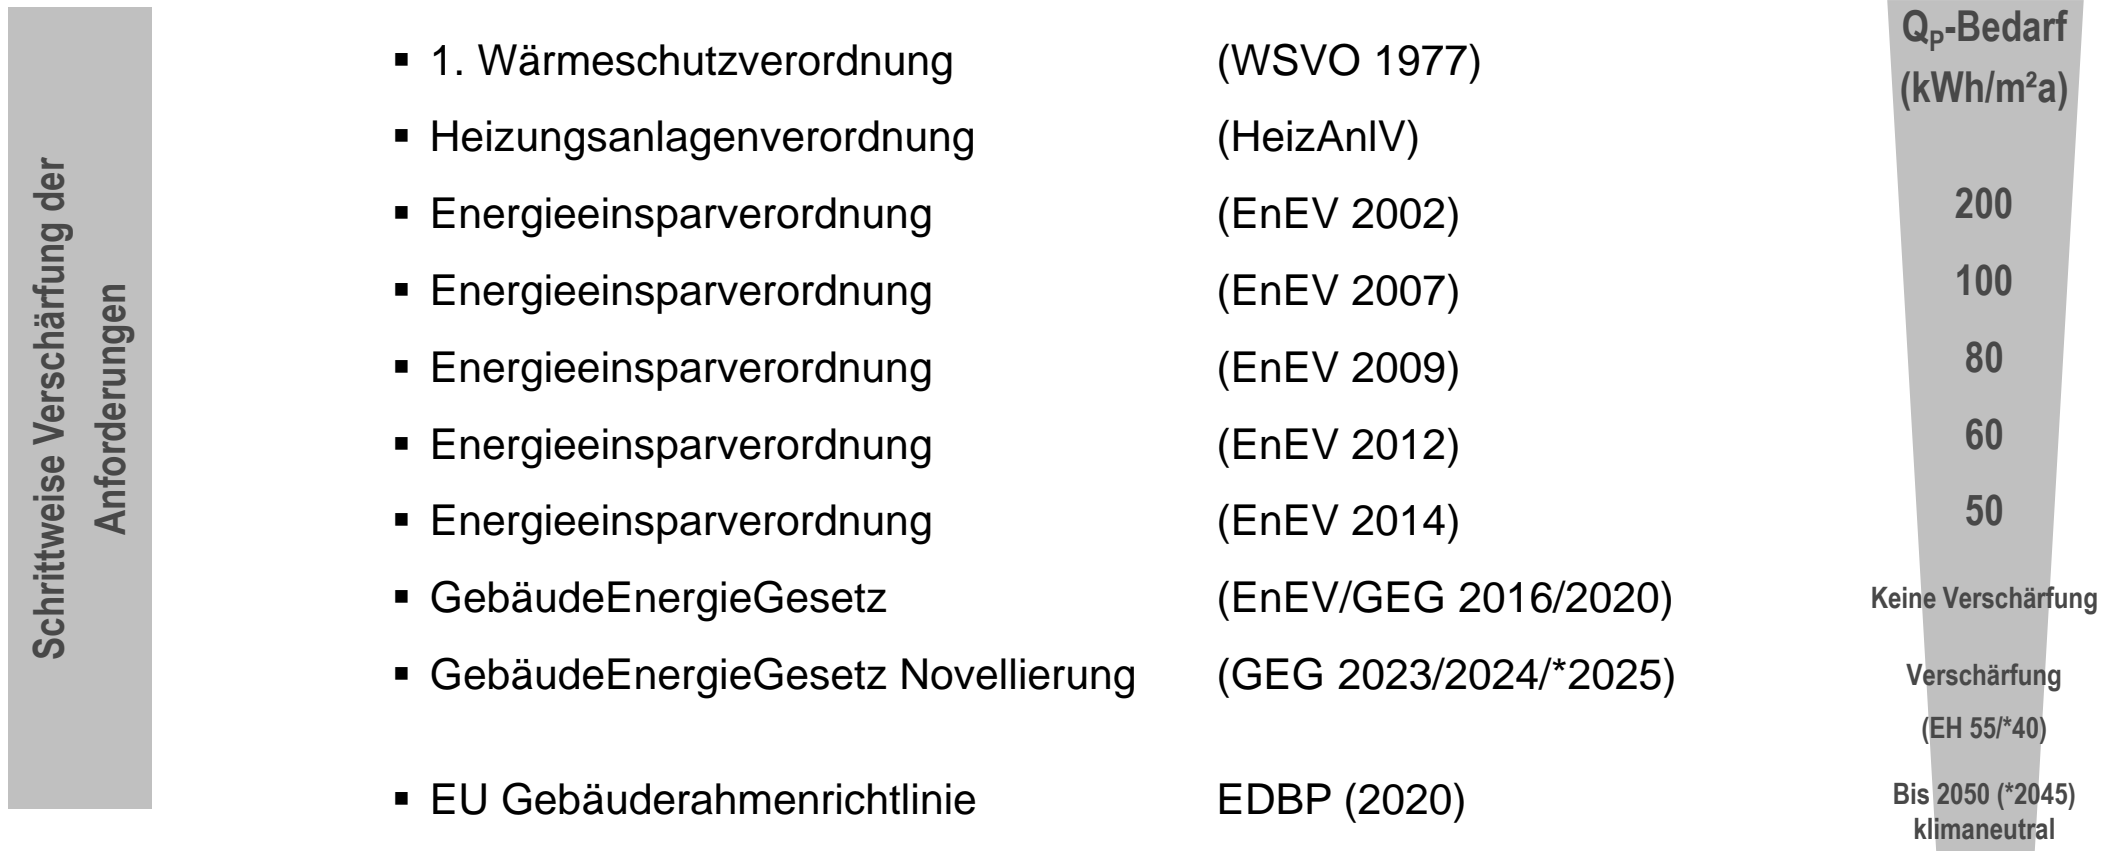 Schrittweise Verschärfung der
Anforderungen
Q_P-Bedarf
(kWh/m²a)
▪ 1. Wärmeschutzverordnung (WSVO 1977)
▪ Heizungsanlagenverordnung (HeizAnlV)
▪ Energieeinsparverordnung (EnEV 2002) 200
▪ Energieeinsparverordnung (EnEV 2007) 100
▪ Energieeinsparverordnung (EnEV 2009) 80
▪ Energieeinsparverordnung (EnEV 2012) 60
▪ Energieeinsparverordnung (EnEV 2014) 50
▪ GebäudeEnergieGesetz (EnEV/GEG 2016/2020) Keine Verschärfung
▪ GebäudeEnergieGesetz Novellierung (GEG 2023/2024/*2025) Verschärfung
(EH 55/*40)
▪ EU Gebäuderahmenrichtlinie EDBP (2020) Bis 2050 (*2045)
klimaneutral